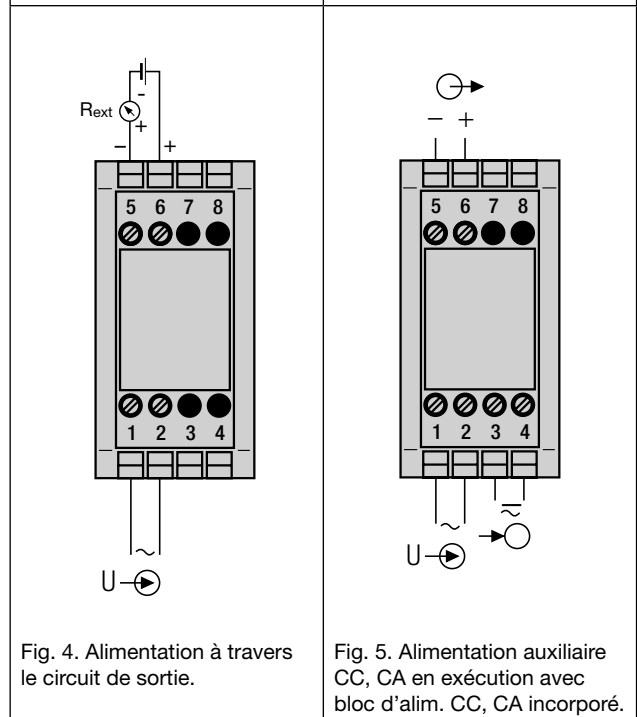 Rext
-
+
– +
5 6 7 8
1 2 3 4
~
U
Fig. 4. Alimentation à travers
le circuit de sortie.
– +
5 6 7 8
1 2 3 4
~
U
Fig. 5. Alimentation auxiliaire
CC, CA en exécution avec
bloc d’alim. CC, CA incorporé.